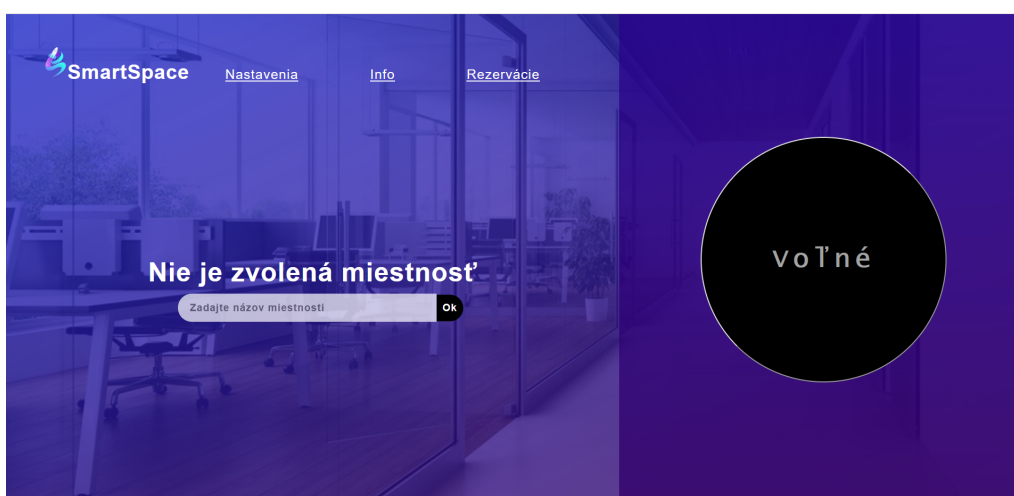 SmartSpace
Nastavenia
Info
Rezervácie
Nie je zvolená miestnosť
Zadajte názov miestnosti
Ok
Voľné